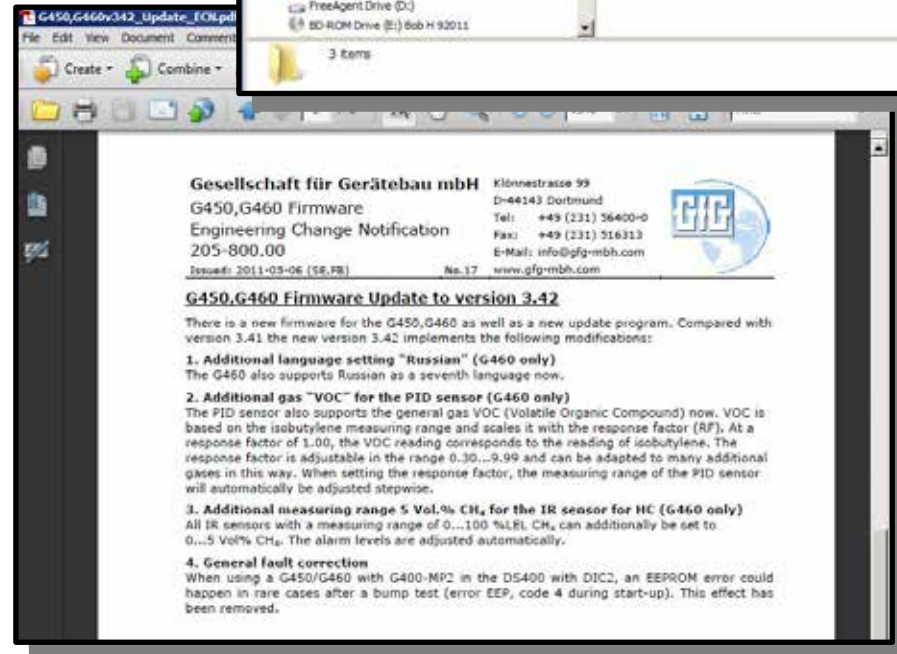 FreeAgent Drive (D:)
BD-ROM Drive (E:) Bob H 92011
3 items
G450,G460v342_Update_ECN.pdf
File Edit View Document Comment
Create Combine
Gesellschaft für Gerätebau mbH
G450,G460 Firmware
Engineering Change Notification
205-800.00
Issued: 2011-05-06 (SE,FB) No.17
Klönnestrasse 99
D-44143 Dortmund
Tel: +49 (231) 56400-0
Fax: +49 (231) 516313
E-Mail: info@gfg-mbh.com
www.gfg-mbh.com
GfG
G450,G460 Firmware Update to version 3.42
There is a new firmware for the G450,G460 as well as a new update program. Compared with
version 3.41 the new version 3.42 implements the following modifications:
1. Additional language setting "Russian" (G460 only)
The G460 also supports Russian as a seventh language now.
2. Additional gas "VOC" for the PID sensor (G460 only)
The PID sensor also supports the general gas VOC (Volatile Organic Compound) now. VOC is
based on the isobutylene measuring range and scales it with the response factor (RF). At a
response factor of 1.00, the VOC reading corresponds to the reading of isobutylene. The
response factor is adjustable in the range 0.30...9.99 and can be adapted to many additional
gases in this way. When setting the response factor, the measuring range of the PID sensor
will automatically be adjusted stepwise.
3. Additional measuring range 5 Vol.% CH₄ for the IR sensor for HC (G460 only)
All IR sensors with a measuring range of 0...100 %LEL CH₄ can additionally be set to
0...5 Vol% CH₄. The alarm levels are adjusted automatically.
4. General fault correction
When using a G450/G460 with G400-MP2 in the DS400 with DIC2, an EEPROM error could
happen in rare cases after a bump test (error EEP, code 4 during start-up). This effect has
been removed.